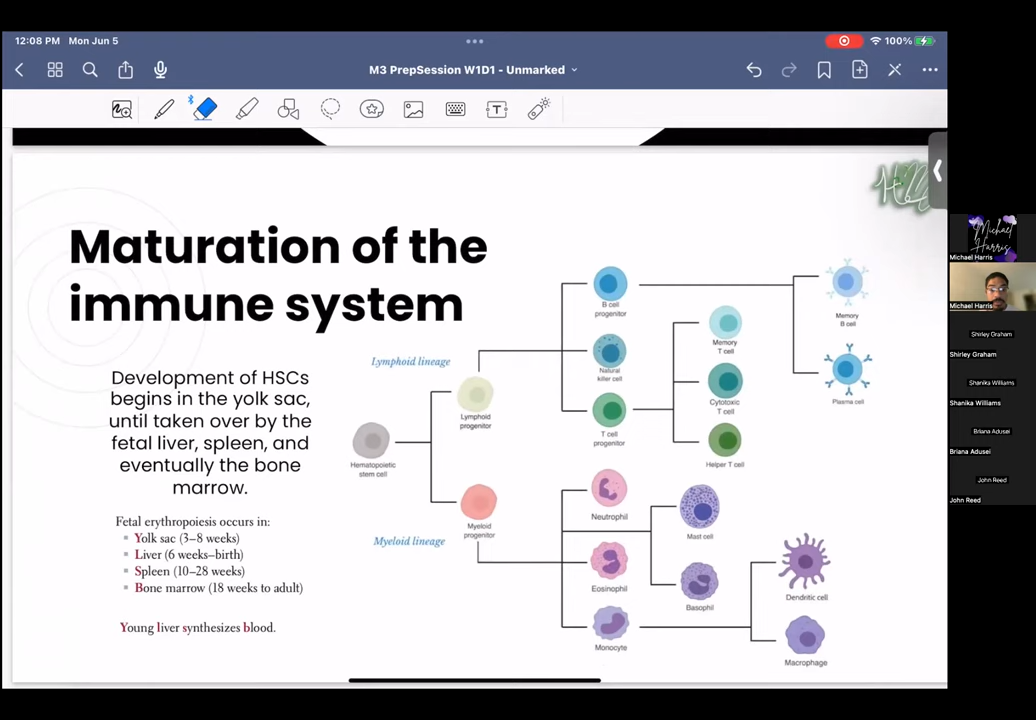 12:08 PM Mon Jun 5
100%
M3 PrepSession W1D1 - Unmarked
T
Maturation of the
immune system
Development of HSCs
begins in the yolk sac,
until taken over by the
fetal liver, spleen, and
eventually the bone
marrow.
Fetal erythropoiesis occurs in:
Yolk sac (3–8 weeks)
Liver (6 weeks–birth)
Spleen (10–28 weeks)
Bone marrow (18 weeks to adult)
Young liver synthesizes blood.
Lymphoid lineage
Myeloid lineage
Hematopoietic
stem cell
Lymphoid
progenitor
Myeloid
progenitor
B cell
progenitor
Natural
killer cell
T cell
progenitor
Neutrophil
Eosinophil
Monocyte
Memory
T cell
Cytotoxic
T cell
Helper T cell
Mast cell
Basophil
Memory
B cell
Plasma cell
Dendritic cell
Macrophage
Michael
Harris
Michael Harris
Michael Harris
Shirley Graham
Shirley Graham
Shanika Williams
Shanika Williams
Briana Adusei
Briana Adusei
John Reed
John Reed